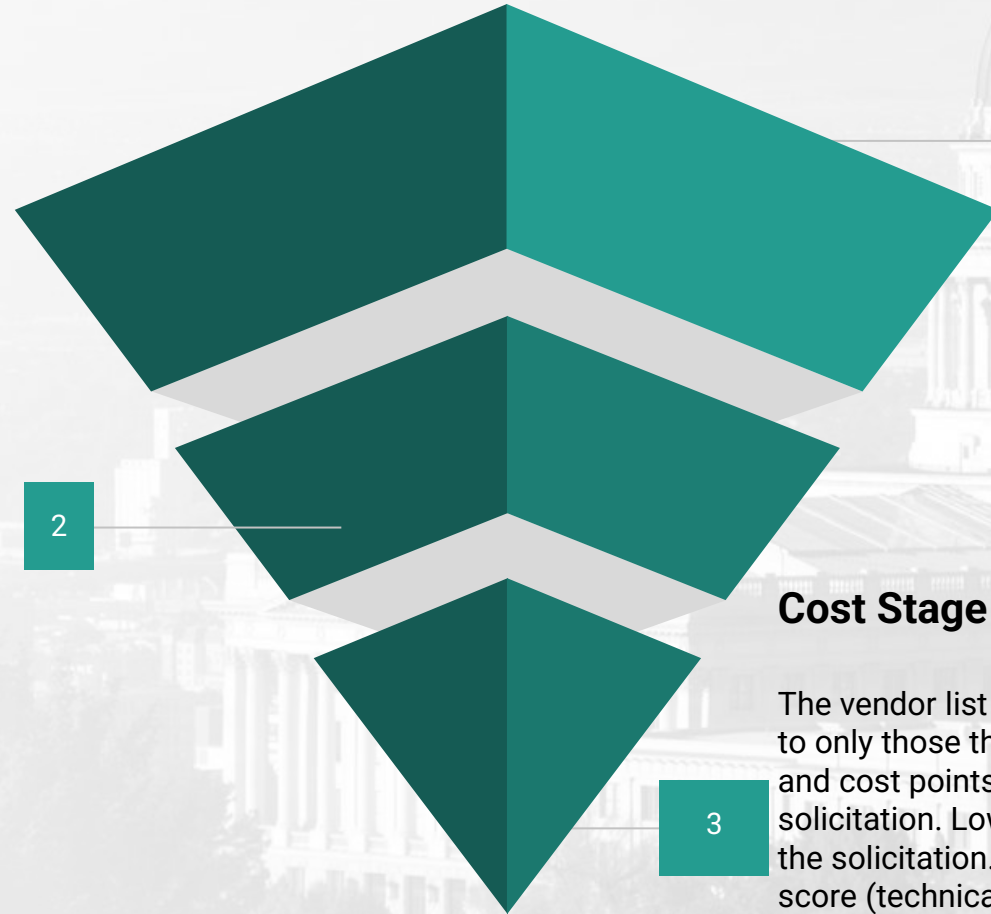 2
Cost Stage
The vendor list
to only those th
and cost points
3
solicitation. Low
the solicitation.
score (technica